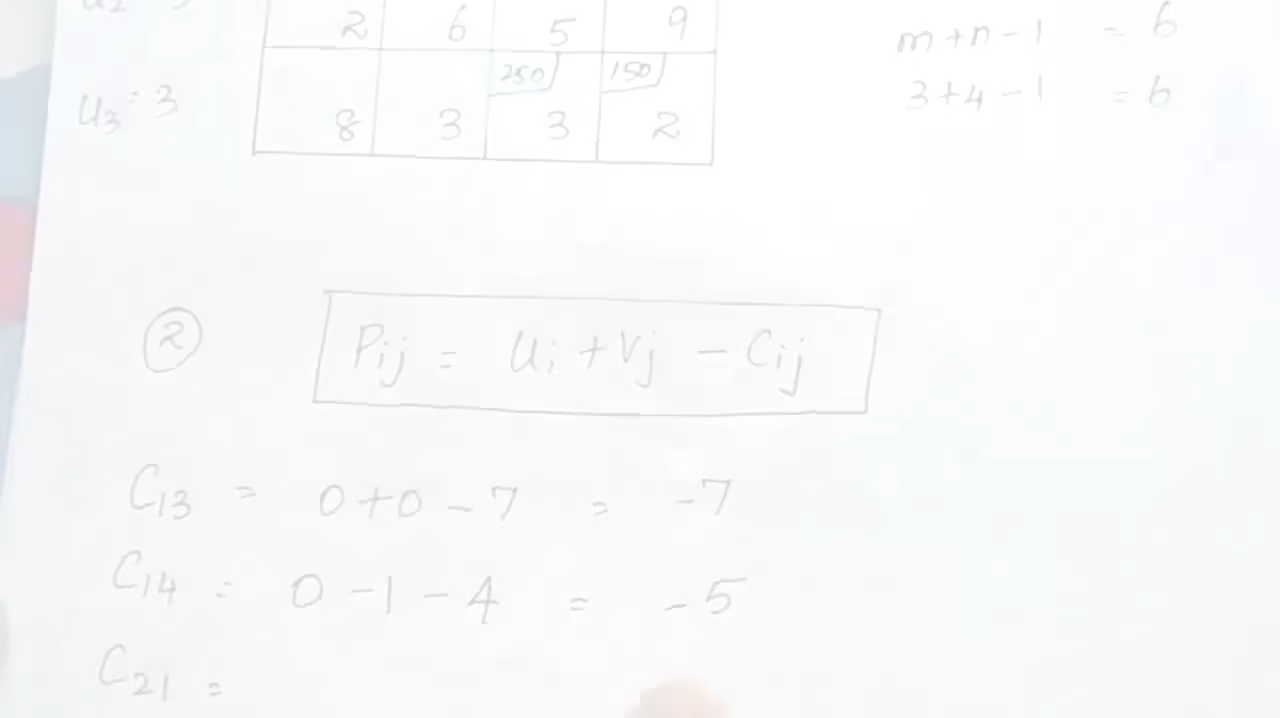 2 6 5 9
m+n-1 = 6
250 150
u3 = 3
3+4-1 = 6
8 3 3 2
2
Pij = ui + vj - Cij
C13 = 0+0-7 = -7
C14 = 0-1-4 = -5
C21 =